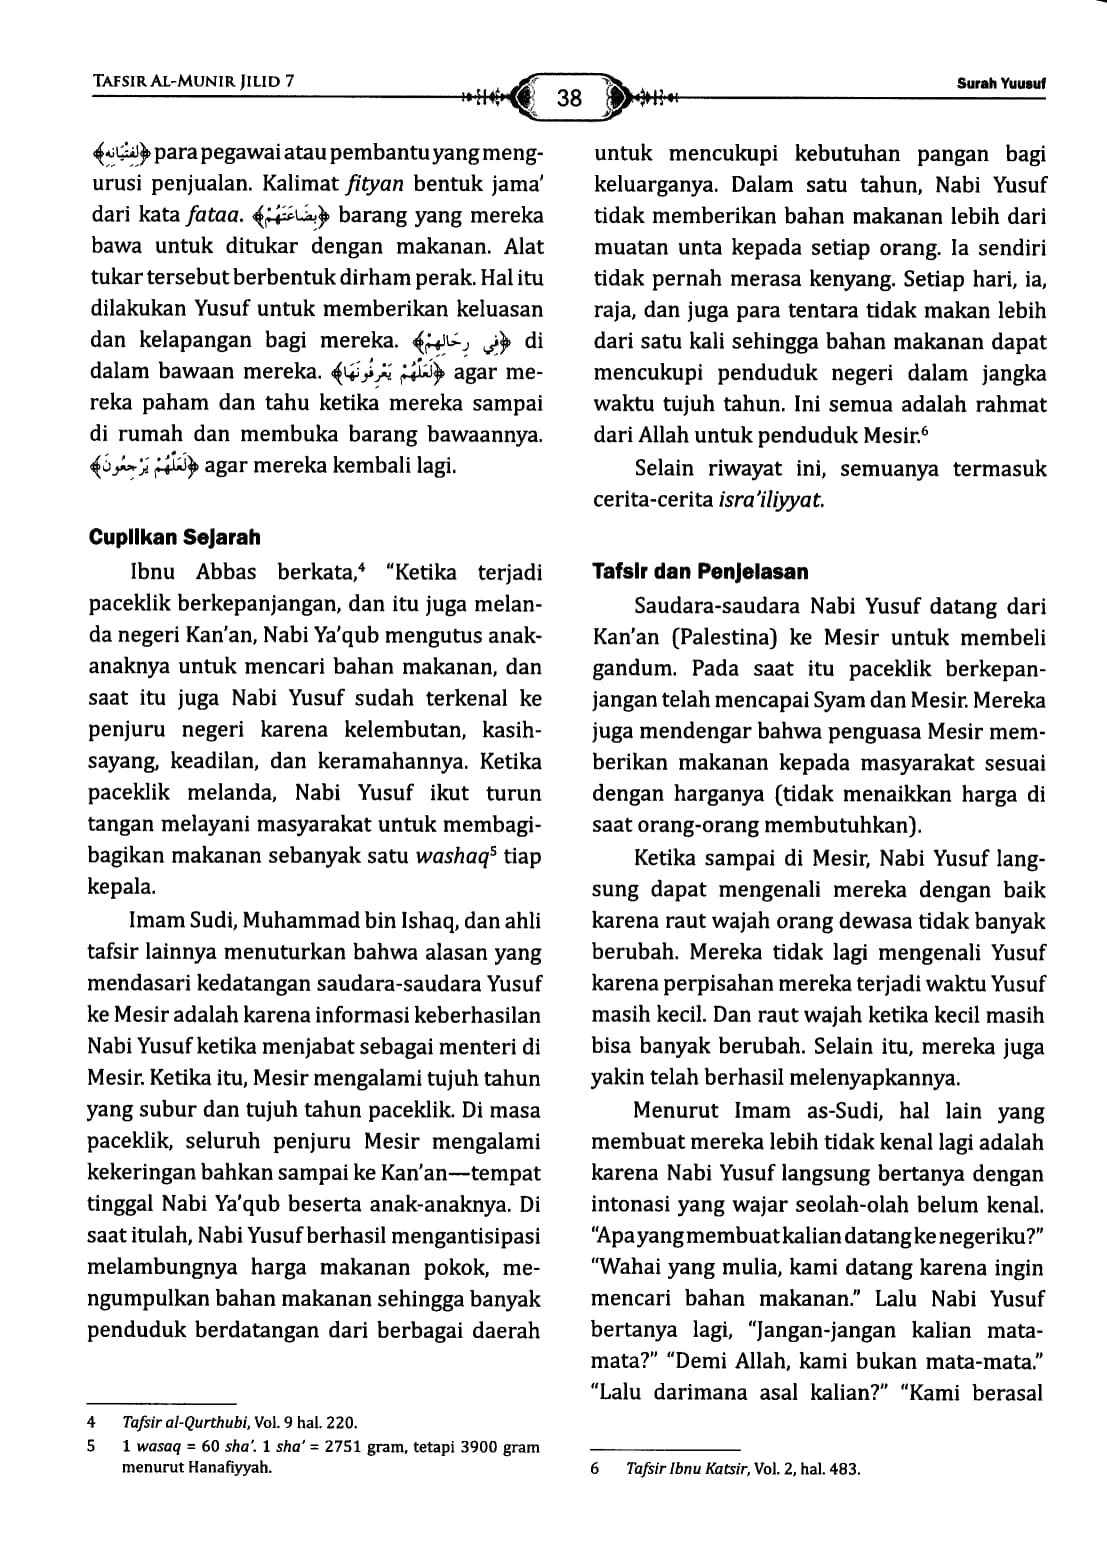 TAFSIR AL-MUNIR JILID 7
38
Surah Yuusuf
﴿لِفِتْيَانِهِ﴾ para pegawai atau pembantu yang meng-
urusi penjualan. Kalimat fityan bentuk jama'
dari kata fataa. ﴿بِضَاعَتَهُمْ﴾ barang yang mereka
bawa untuk ditukar dengan makanan. Alat
tukar tersebut berbentuk dirham perak. Hal itu
dilakukan Yusuf untuk memberikan keluasan
dan kelapangan bagi mereka. ﴿فِي رِحَالِهِمْ﴾ di
dalam bawaan mereka. ﴿لَعَلَّهُمْ يَعْرِفُونَهَا﴾ agar me-
reka paham dan tahu ketika mereka sampai
di rumah dan membuka barang bawaannya.
﴿لَعَلَّهُمْ يَرْجِعُونَ﴾ agar mereka kembali lagi.
Cuplikan Sejarah
Ibnu Abbas berkata,⁴ “Ketika terjadi
paceklik berkepanjangan, dan itu juga melan-
da negeri Kan'an, Nabi Ya'qub mengutus anak-
anaknya untuk mencari bahan makanan, dan
saat itu juga Nabi Yusuf sudah terkenal ke
penjuru negeri karena kelembutan, kasih-
sayang, keadilan, dan keramahannya. Ketika
paceklik melanda, Nabi Yusuf ikut turun
tangan melayani masyarakat untuk membagi-
bagikan makanan sebanyak satu washaq⁵ tiap
kepala.
Imam Sudi, Muhammad bin Ishaq, dan ahli
tafsir lainnya menuturkan bahwa alasan yang
mendasari kedatangan saudara-saudara Yusuf
ke Mesir adalah karena informasi keberhasilan
Nabi Yusuf ketika menjabat sebagai menteri di
Mesir. Ketika itu, Mesir mengalami tujuh tahun
yang subur dan tujuh tahun paceklik. Di masa
paceklik, seluruh penjuru Mesir mengalami
kekeringan bahkan sampai ke Kan'an—tempat
tinggal Nabi Ya'qub beserta anak-anaknya. Di
saat itulah, Nabi Yusuf berhasil mengantisipasi
melambungnya harga makanan pokok, me-
ngumpulkan bahan makanan sehingga banyak
penduduk berdatangan dari berbagai daerah
4 Tafsir al-Qurthubi, Vol. 9 hal. 220.
5 1 wasaq = 60 sha'. 1 sha' = 2751 gram, tetapi 3900 gram
menurut Hanafiyyah.
untuk mencukupi kebutuhan pangan bagi
keluarganya. Dalam satu tahun, Nabi Yusuf
tidak memberikan bahan makanan lebih dari
muatan unta kepada setiap orang. Ia sendiri
tidak pernah merasa kenyang. Setiap hari, ia,
raja, dan juga para tentara tidak makan lebih
dari satu kali sehingga bahan makanan dapat
mencukupi penduduk negeri dalam jangka
waktu tujuh tahun. Ini semua adalah rahmat
dari Allah untuk penduduk Mesir.⁶
Selain riwayat ini, semuanya termasuk
cerita-cerita isra'iliyyat.
Tafsir dan Penjelasan
Saudara-saudara Nabi Yusuf datang dari
Kan'an (Palestina) ke Mesir untuk membeli
gandum. Pada saat itu paceklik berkepan-
jangan telah mencapai Syam dan Mesir. Mereka
juga mendengar bahwa penguasa Mesir mem-
berikan makanan kepada masyarakat sesuai
dengan harganya (tidak menaikkan harga di
saat orang-orang membutuhkan).
Ketika sampai di Mesir, Nabi Yusuf lang-
sung dapat mengenali mereka dengan baik
karena raut wajah orang dewasa tidak banyak
berubah. Mereka tidak lagi mengenali Yusuf
karena perpisahan mereka terjadi waktu Yusuf
masih kecil. Dan raut wajah ketika kecil masih
bisa banyak berubah. Selain itu, mereka juga
yakin telah berhasil melenyapkannya.
Menurut Imam as-Sudi, hal lain yang
membuat mereka lebih tidak kenal lagi adalah
karena Nabi Yusuf langsung bertanya dengan
intonasi yang wajar seolah-olah belum kenal.
“Apa yang membuat kalian datang ke negeriku?”
“Wahai yang mulia, kami datang karena ingin
mencari bahan makanan.” Lalu Nabi Yusuf
bertanya lagi, “Jangan-jangan kalian mata-
mata?” “Demi Allah, kami bukan mata-mata.”
“Lalu darimana asal kalian?” “Kami berasal
6 Tafsir Ibnu Katsir, Vol. 2, hal. 483.